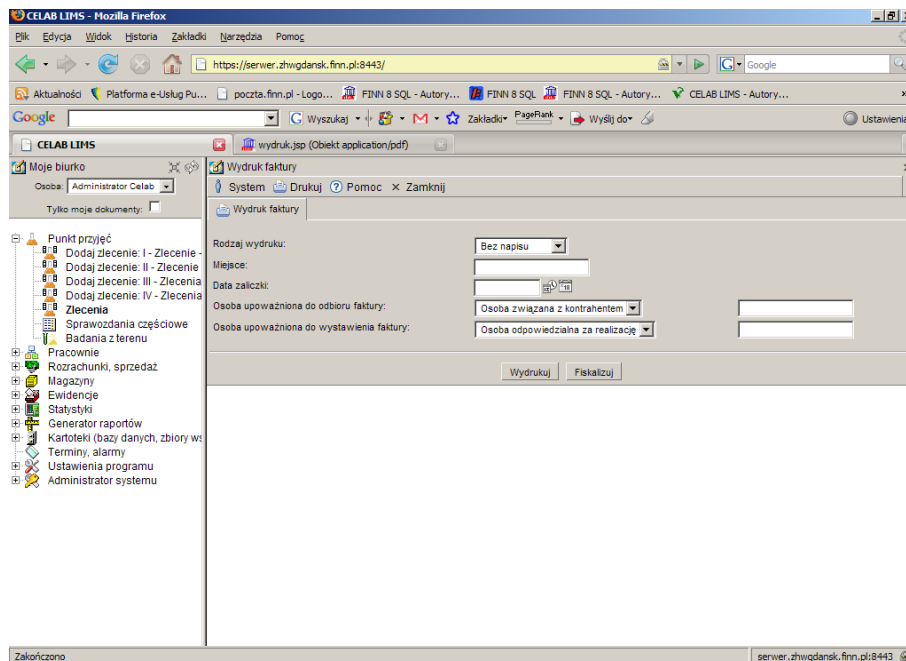 CELAB LIMS - Mozilla Firefox
Plik Edycja Widok Historia Zakładki Narzędzia Pomoc
https://serwer.zhwgdansk.finn.pl:8443/
G Google
Aktualności Platforma e-Usług Pu... poczta.finn.pl - Logo... FINN 8 SQL - Autory... FINN 8 SQL FINN 8 SQL - Autory... CELAB LIMS - Autory...
Google G Wyszukaj Zakładki PageRank Wyślij do Ustawienia
CELAB LIMS wydruk.jsp (Obiekt application/pdf)
Moje biurko
Osoba: Administrator Celab
Tylko moje dokumenty:
Punkt przyjęć
Dodaj zlecenie: I - Zlecenie -
Dodaj zlecenie: II - Zlecenie
Dodaj zlecenie: III - Zlecenia
Dodaj zlecenie: IV - Zlecenia
Zlecenia
Sprawozdania częściowe
Badania z terenu
Pracownie
Rozrachunki, sprzedaż
Magazyny
Ewidencje
Statystyki
Generator raportów
Kartoteki (bazy danych, zbiory ws
Terminy, alarmy
Ustawienia programu
Administrator systemu
Wydruk faktury
System Drukuj Pomoc Zamknij
Wydruk faktury
Rodzaj wydruku: Bez napisu
Miejsce:
Data zaliczki:
Osoba upoważniona do odbioru faktury: Osoba związana z kontrahentem
Osoba upoważniona do wystawienia faktury: Osoba odpowiedzialna za realizację
Wydrukuj Fiskalizuj
Zakończono serwer.zhwgdansk.finn.pl:8443